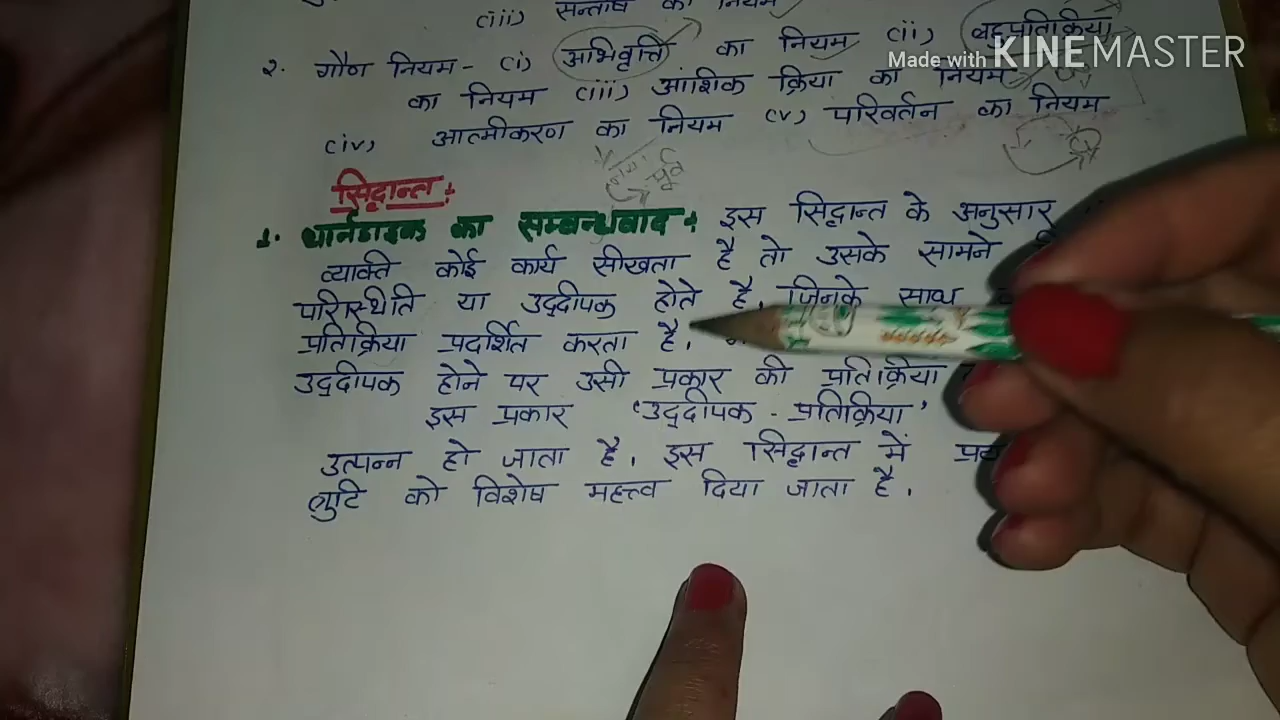 (iii) सन्तोष का नियम
२. गौण नियम - (i) अभिवृत्ति का नियम (ii) बहुप्रतिक्रिया
Made with KINEMASTER
का नियम (iii) आंशिक क्रिया का नियम
(iv) आत्मीकरण का नियम (v) परिवर्तन का नियम
सिद्धान्त :
1. थार्नडाइक का सम्बन्धवाद : इस सिद्धान्त के अनुसार
व्यक्ति कोई कार्य सीखता है तो उसके सामने
परिस्थिति या उद्दीपक होते है, जिनके साथ
प्रतिक्रिया प्रदर्शित करता है।
उद्दीपक होने पर उसी प्रकार की प्रतिक्रिया
इस प्रकार 'उद्दीपक - प्रतिक्रिया'
उत्पन्न हो जाता है। इस सिद्धान्त में
त्रुटि को विशेष महत्त्व दिया जाता है।